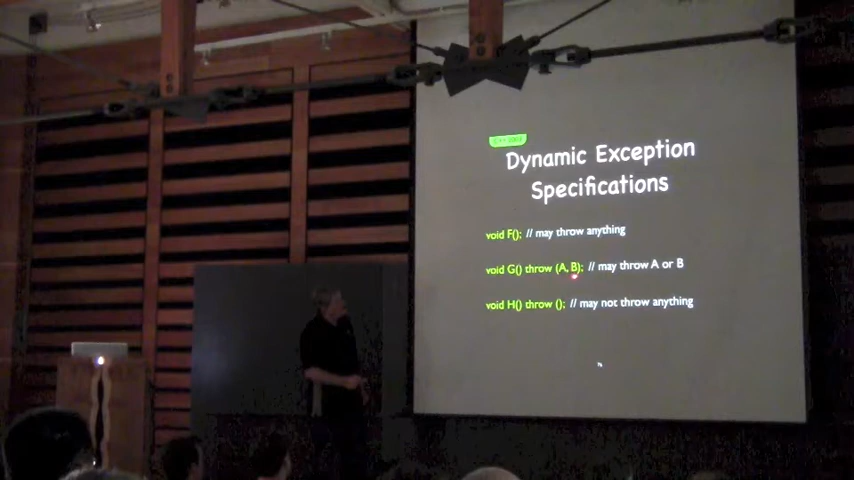 Dynamic Exception
Specifications
void F(); // may throw anything
void G() throw (A, B); // may throw A or B
void H() throw (); // may not throw anything